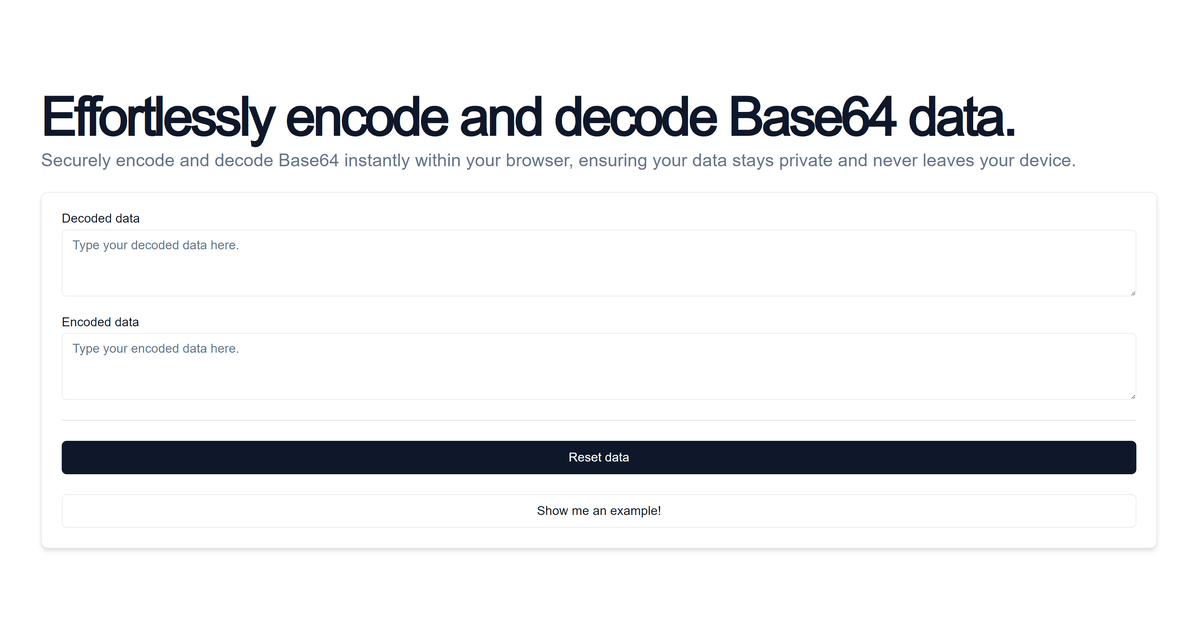 Effortlessly encode and decode Base64 data.
Securely encode and decode Base64 instantly within your browser, ensuring your data stays private and never leaves your device.
Decoded data
Type your decoded data here.
Encoded data
Type your encoded data here.
Reset data
Show me an example!